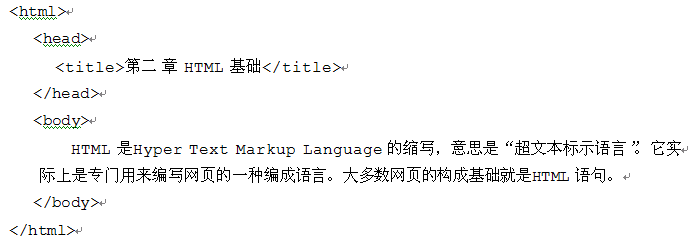 <html>
<head>
<title>第二 章 HTML 基础</title>
</head>
<body>
HTML 是Hyper Text Markup Language 的缩写，意思是“超文本标示语言”。它实
际上是专门用来编写网页的一种编成语言。大多数网页的构成基础就是HTML 语句。
</body>
</html>